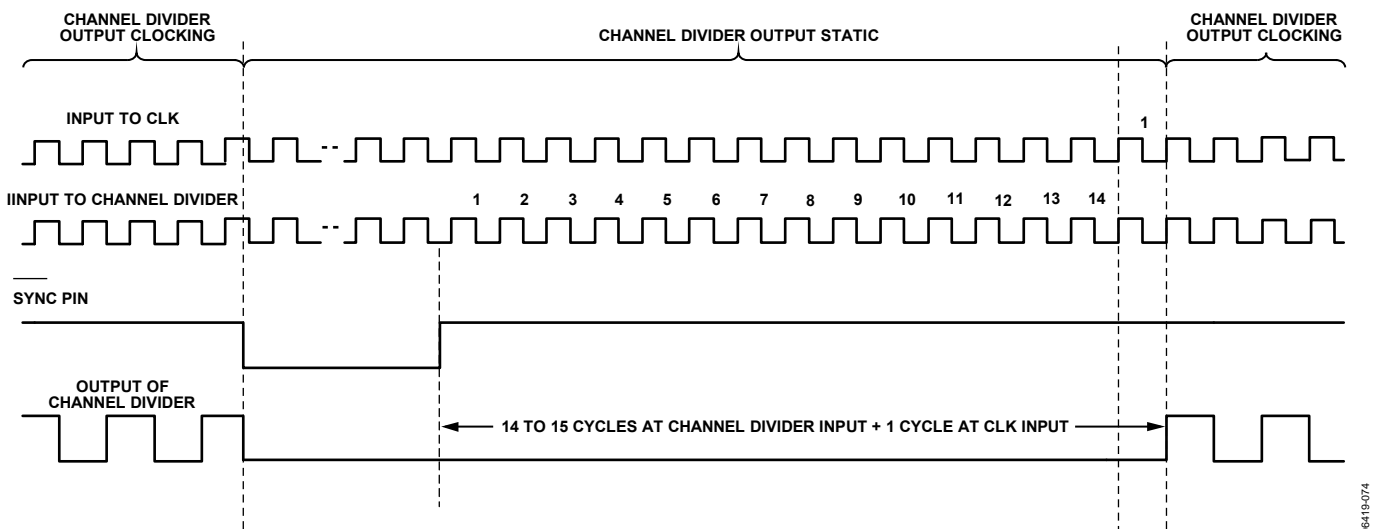 CHANNEL DIVIDER
OUTPUT CLOCKING
CHANNEL DIVIDER OUTPUT STATIC
CHANNEL DIVIDER
OUTPUT CLOCKING
INPUT TO CLK
1
IINPUT TO CHANNEL DIVIDER
1 2 3 4 5 6 7 8 9 10 11 12 13 14
SYNC PIN
OUTPUT OF
CHANNEL DIVIDER
14 TO 15 CYCLES AT CHANNEL DIVIDER INPUT + 1 CYCLE AT CLK INPUT
6419-074